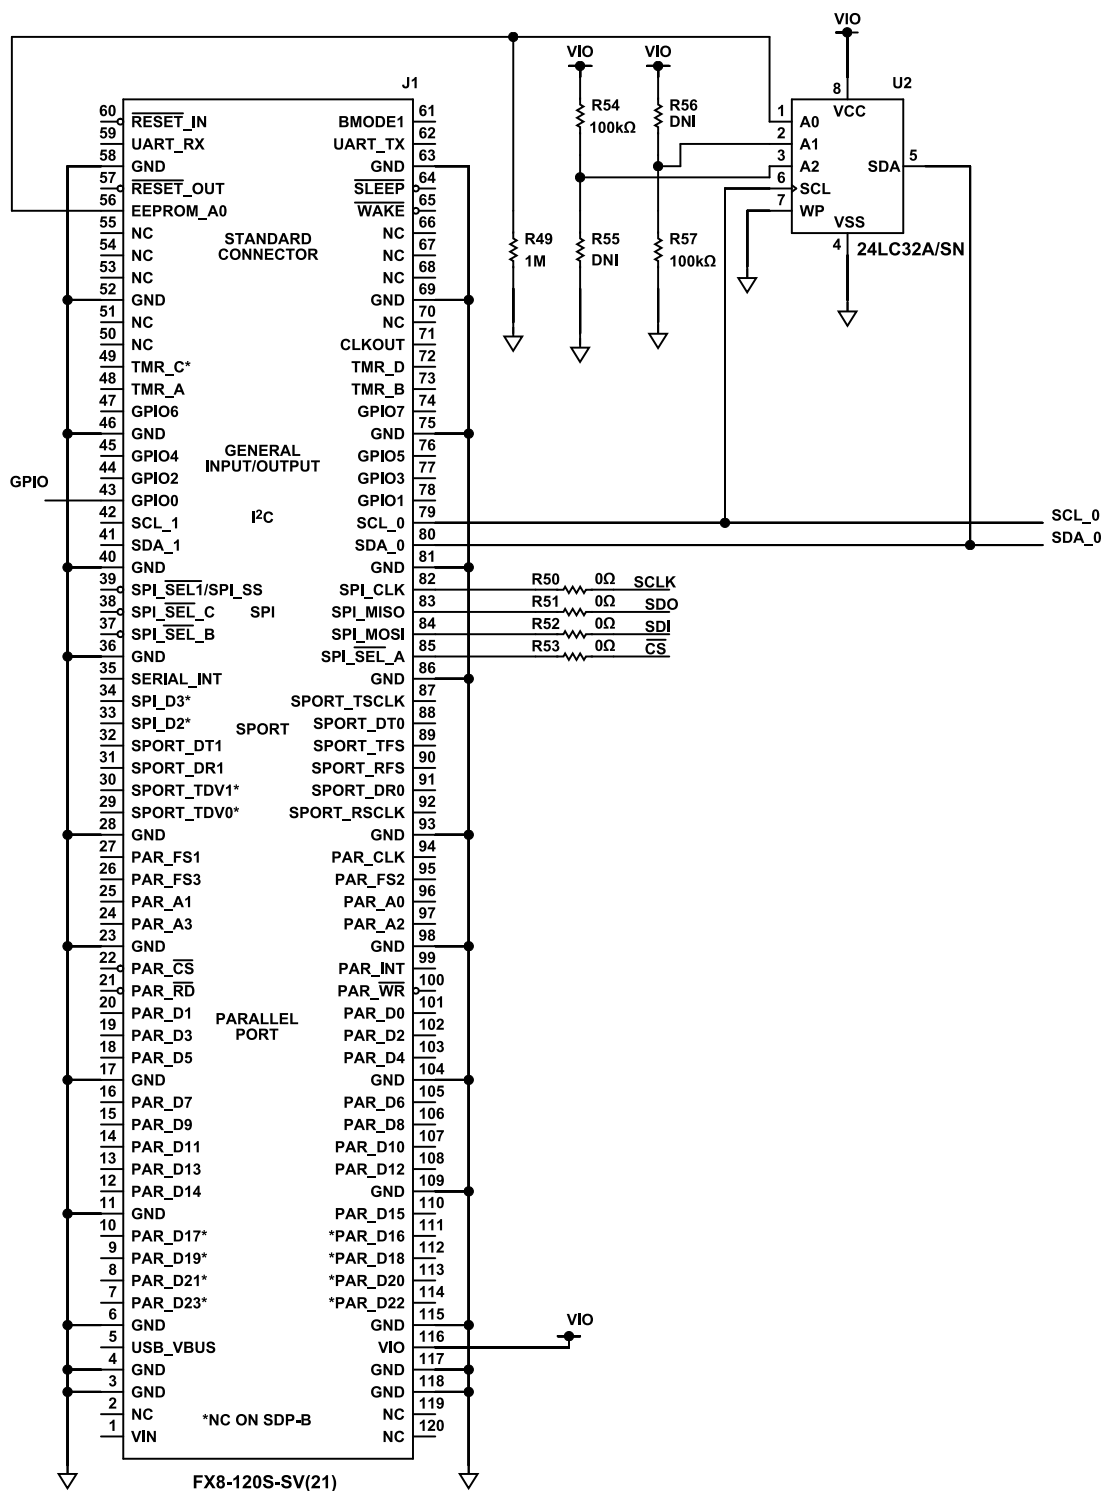 VIO
VIO VIO
J1 U2
R54
100kΩ
R56
DNI
8
VCC
1 A0
2 A1
3 A2
6 SCL
7 WP
SDA 5
VSS
4
24LC32A/SN
R49
1M
R55
DNI
R57
100kΩ
60 RESET_IN BMODE1 61
59 UART_RX UART_TX 62
58 GND GND 63
57 RESET_OUT SLEEP 64
56 EEPROM_A0 WAKE 65
55 NC NC 66
STANDARD
CONNECTOR
54 NC NC 67
53 NC NC 68
52 GND GND 69
51 NC NC 70
50 NC CLKOUT 71
49 TMR_C* TMR_D 72
48 TMR_A TMR_B 73
47 GPIO6 GPIO7 74
46 GND GND 75
GENERAL
INPUT/OUTPUT
45 GPIO4 GPIO5 76
44 GPIO2 GPIO3 77
GPIO
43 GPIO0 GPIO1 78
I²C
42 SCL_1 SCL_0 79 SCL_0
41 SDA_1 SDA_0 80 SDA_0
40 GND GND 81
39 SPI_SEL1/SPI_SS SPI_CLK 82 R50 0Ω SCLK
38 SPI_SEL_C SPI SPI_MISO 83 R51 0Ω SDO
37 SPI_SEL_B SPI_MOSI 84 R52 0Ω SDI
36 GND SPI_SEL_A 85 R53 0Ω CS
35 SERIAL_INT GND 86
34 SPI_D3* SPORT_TSCLK 87
33 SPI_D2* SPORT SPORT_DT0 88
32 SPORT_DT1 SPORT_TFS 89
31 SPORT_DR1 SPORT_RFS 90
30 SPORT_TDV1* SPORT_DR0 91
29 SPORT_TDV0* SPORT_RSCLK 92
28 GND GND 93
27 PAR_FS1 PAR_CLK 94
26 PAR_FS3 PAR_FS2 95
25 PAR_A1 PAR_A0 96
24 PAR_A3 PAR_A2 97
23 GND GND 98
22 PAR_CS PAR_INT 99
21 PAR_RD PAR_WR 100
20 PAR_D1 PAR_D0 101
PARALLEL
PORT
19 PAR_D3 PAR_D2 102
18 PAR_D5 PAR_D4 103
17 GND GND 104
16 PAR_D7 PAR_D6 105
15 PAR_D9 PAR_D8 106
14 PAR_D11 PAR_D10 107
13 PAR_D13 PAR_D12 108
12 PAR_D14 GND 109
11 GND PAR_D15 110
10 PAR_D17* *PAR_D16 111
9 PAR_D19* *PAR_D18 112
8 PAR_D21* *PAR_D20 113
7 PAR_D23* *PAR_D22 114
6 GND GND 115
VIO
5 USB_VBUS VIO 116
4 GND GND 117
3 GND GND 118
2 NC *NC ON SDP-B NC 119
1 VIN NC 120
FX8-120S-SV(21)